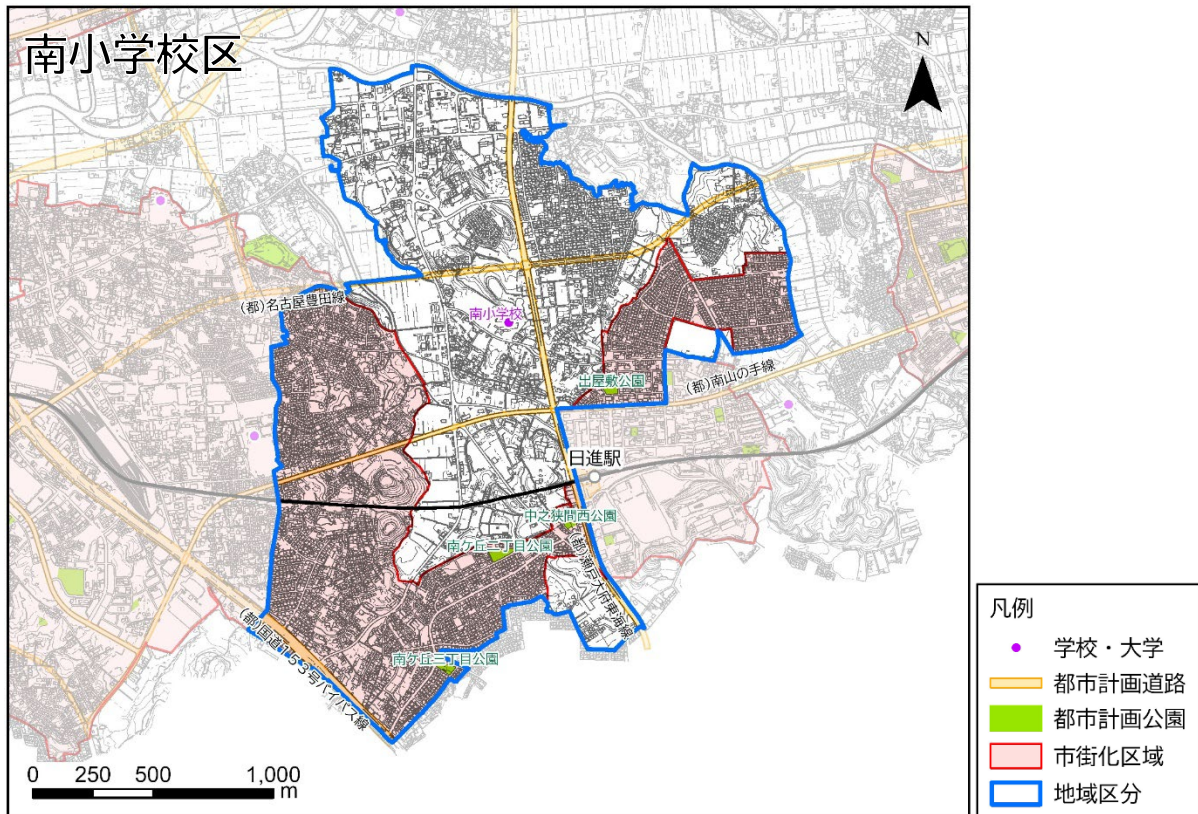 南小学校区
N
(都)名古屋豊田線
南小学校
出屋敷公園
(都)南山の手線
日進駅
中之狭間西公園
南ケ丘二丁目公園
(都)瀬戸大府東海線
南ケ丘三丁目公園
(都)国道153号バイパス線
0 250 500 1,000
m
凡例
学校・大学
都市計画道路
都市計画公園
市街化区域
地域区分